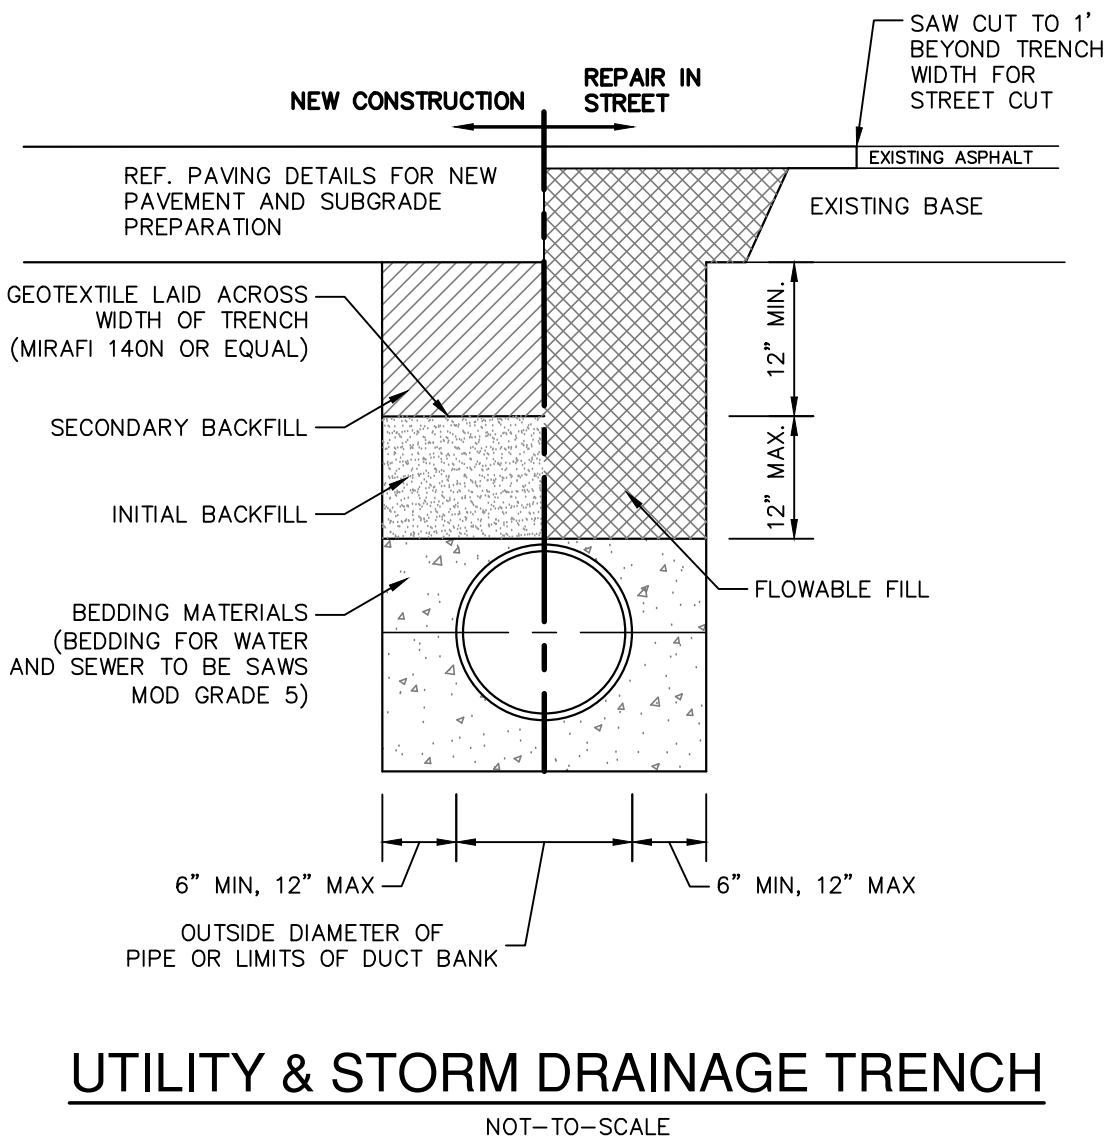 SAW CUT TO 1'
BEYOND TRENCH
WIDTH FOR
STREET CUT
NEW CONSTRUCTION
REPAIR IN
STREET
EXISTING ASPHALT
REF. PAVING DETAILS FOR NEW
PAVEMENT AND SUBGRADE
PREPARATION
EXISTING BASE
GEOTEXTILE LAID ACROSS
WIDTH OF TRENCH
(MIRAFI 140N OR EQUAL)
12" MIN.
SECONDARY BACKFILL
12" MAX.
INITIAL BACKFILL
FLOWABLE FILL
BEDDING MATERIALS
(BEDDING FOR WATER
AND SEWER TO BE SAWS
MOD GRADE 5)
6" MIN, 12" MAX
6" MIN, 12" MAX
OUTSIDE DIAMETER OF
PIPE OR LIMITS OF DUCT BANK
UTILITY & STORM DRAINAGE TRENCH
NOT-TO-SCALE